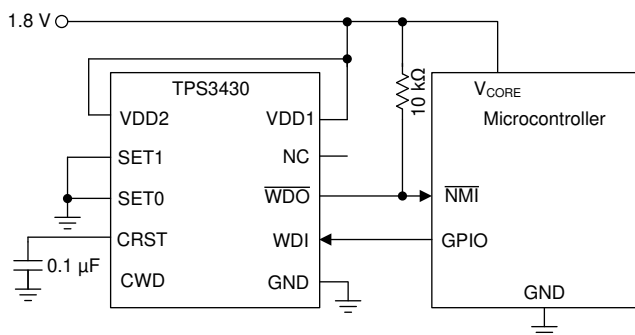 1.8 V
TPS3430
VDD2
VDD1
10 kΩ
V_CORE
Microcontroller
SET1
NC
SET0
WDO
NMI
CRST
WDI
GPIO
0.1 µF
CWD
GND
GND